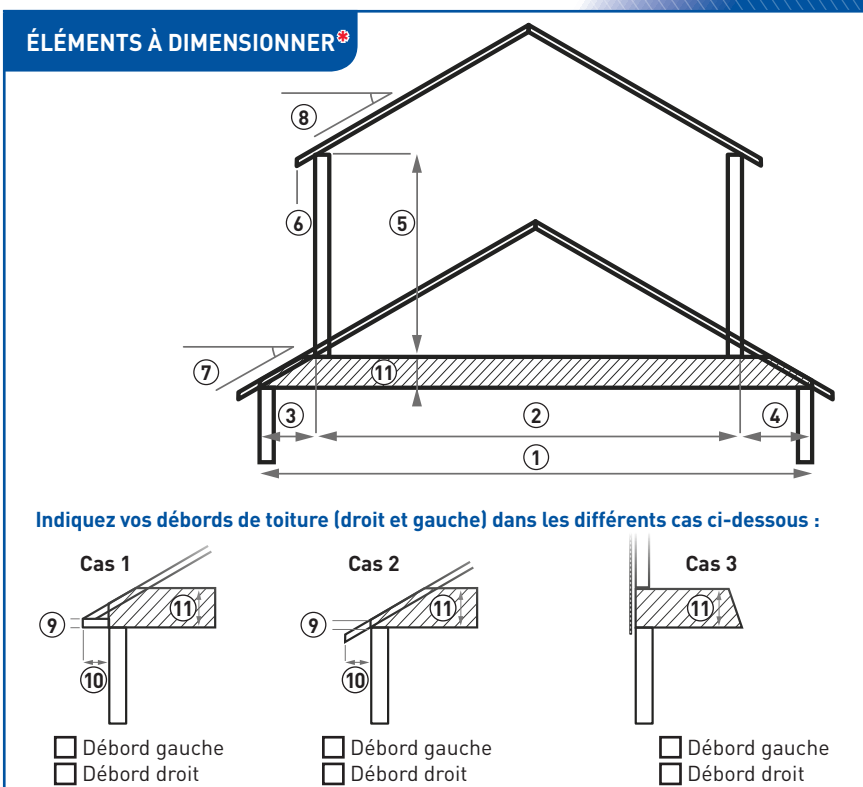 ÉLÉMENTS À DIMENSIONNER*
8
6
5
7
11
3
2
4
1
Indiquez vos débords de toiture (droit et gauche) dans les différents cas ci-dessous :
Cas 1
Cas 2
Cas 3
9
11
9
11
11
10
10
Débord gauche
Débord droit
Débord gauche
Débord droit
Débord gauche
Débord droit